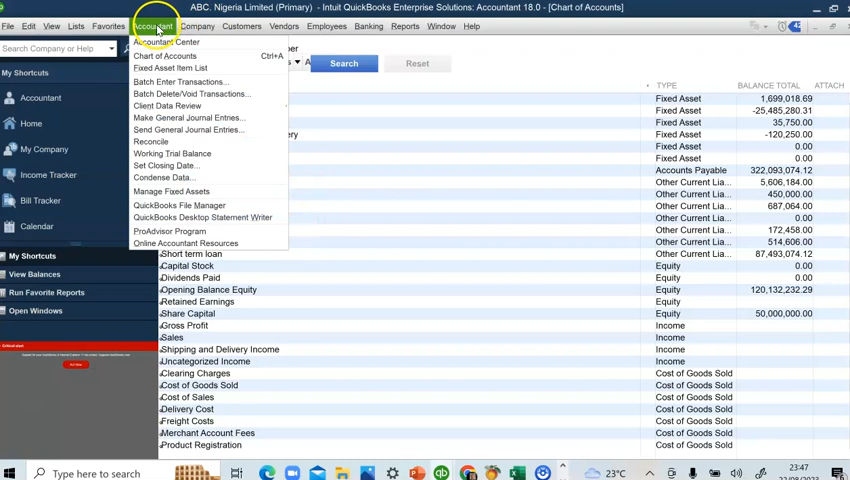 ABC. Nigeria Limited (Primary) - Intuit QuickBooks Enterprise Solutions: Accountant 18.0 - [Chart of Accounts]
File Edit View Lists Favorites Accountant Company Customers Vendors Employees Banking Reports Window Help
Search Company or Help
Search Reset
My Shortcuts
Accountant
Home
My Company
Income Tracker
Bill Tracker
Calendar
My Shortcuts
View Balances
Run Favorite Reports
Open Windows
Accountant Center
Chart of Accounts Ctrl+A
Fixed Asset Item List
Batch Enter Transactions...
Batch Delete/Void Transactions...
Client Data Review
Make General Journal Entries...
Send General Journal Entries...
Reconcile
Working Trial Balance
Set Closing Date...
Condense Data...
Manage Fixed Assets
QuickBooks File Manager
QuickBooks Desktop Statement Writer
ProAdvisor Program
Online Accountant Resources
TYPE BALANCE TOTAL ATTACH
Fixed Asset 1,699,018.69
Fixed Asset -25,485,280.31
Fixed Asset 35,750.00
Fixed Asset -120,250.00
Fixed Asset 0.00
Fixed Asset 0.00
Accounts Payable 322,093,074.12
Other Current Lia... 5,606,184.00
Other Current Lia... 450,000.00
Other Current Lia... 687,064.00
Other Current Lia... 0.00
Other Current Lia... 172,458.00
Other Current Lia... 514,606.00
Short term loan Other Current Lia... 87,493,074.12
Capital Stock Equity 0.00
Dividends Paid Equity 0.00
Opening Balance Equity Equity 120,132,232.29
Retained Earnings Equity
Share Capital Equity 50,000,000.00
Gross Profit Income
Sales Income
Shipping and Delivery Income Income
Uncategorized Income Income
Clearing Charges Cost of Goods Sold
Cost of Goods Sold Cost of Goods Sold
Delivery Cost Cost of Goods Sold
Freight Costs Cost of Goods Sold
Merchant Account Fees Cost of Goods Sold
Product Registration Cost of Goods Sold
Type here to search
23°C
23:47